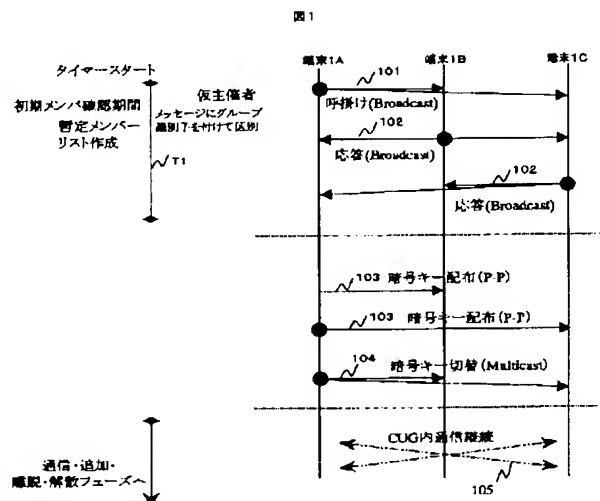 図1
端末1A
端末1B
端末1C
タイマースタート
仮主催者
初期メンバ確認期間
メッセージにグループ
識別子を付けて区別
暫定メンバー
リスト作成
T1
101
呼掛け(Broadcast)
102
応答(Broadcast)
102
応答(Broadcast)
103 暗号キー配布(P-P)
103 暗号キー配布(P-P)
104 暗号キー切替(Multicast)
CUG内通信継続
105
通信・追加・
離脱・解散フェーズへ